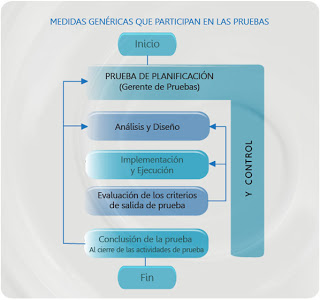 MEDIDAS GENÉRICAS QUE PARTICIPAN EN LAS PRUEBAS
Inicio
PRUEBA DE PLANIFICACIÓN
(Gerente de Pruebas)
Análisis y Diseño
Implementación
y Ejecución
Evaluación de los criterios
de salida de prueba
Y CONTROL
Conclusión de la prueba
Al cierre de las actividades de prueba
Fin